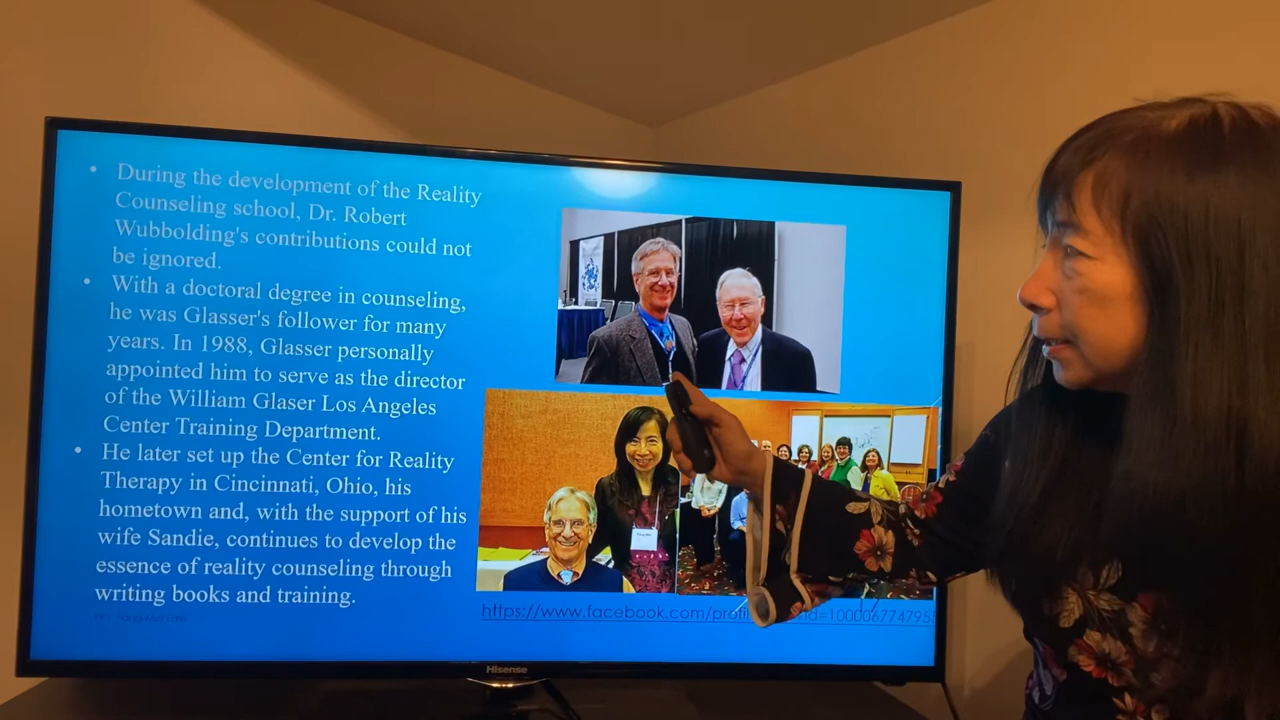 • During the development of the Reality
Counseling school, Dr. Robert
Wubbolding's contributions could not
be ignored.
• With a doctoral degree in counseling,
he was Glasser's follower for many
years. In 1988, Glasser personally
appointed him to serve as the director
of the William Glaser Los Angeles
Center Training Department.
• He later set up the Center for Reality
Therapy in Cincinnati, Ohio, his
hometown and, with the support of his
wife Sandie, continues to develop the
essence of reality counseling through
writing books and training.
https://www.facebook.com/profi
id=1000067747955
Hisense